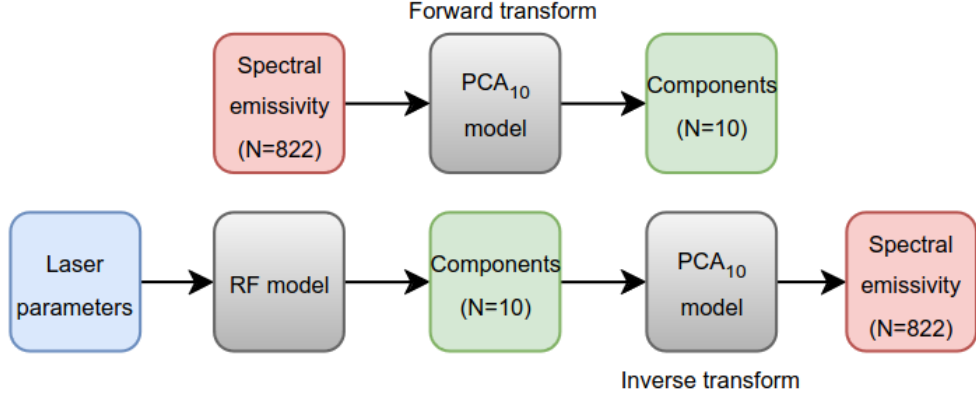 Forward transform
Spectral
emissivity
(N=822)
PCA10
model
Components
(N=10)
Laser
parameters
RF model
Components
(N=10)
PCA10
model
Spectral
emissivity
(N=822)
Inverse transform